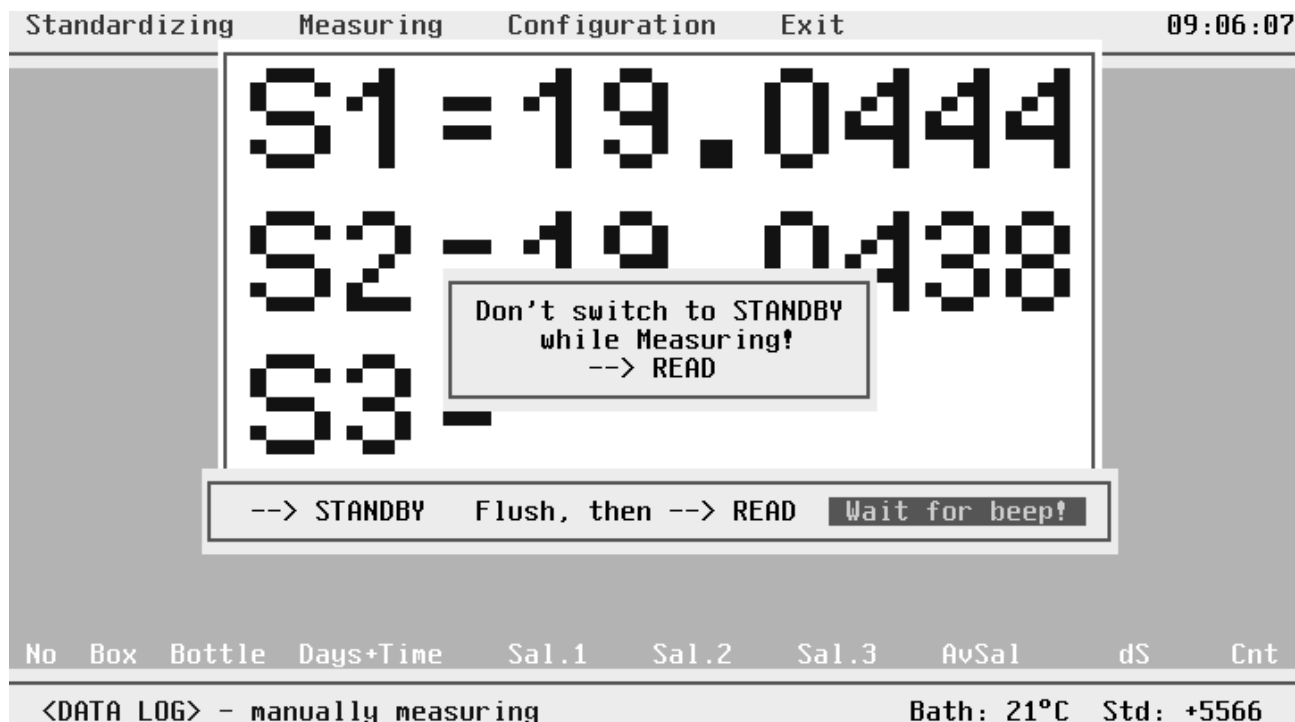 Standardizing Measuring Configuration Exit 09:06:07
S1=19.0444
S2=19.0438
Don't switch to STANDBY
while Measuring!
--> READ
S3=
--> STANDBY Flush, then --> READ Wait for beep!
No Box Bottle Days+Time Sal.1 Sal.2 Sal.3 AvSal dS Cnt
<DATA LOG> - manually measuring Bath: 21°C Std: +5566